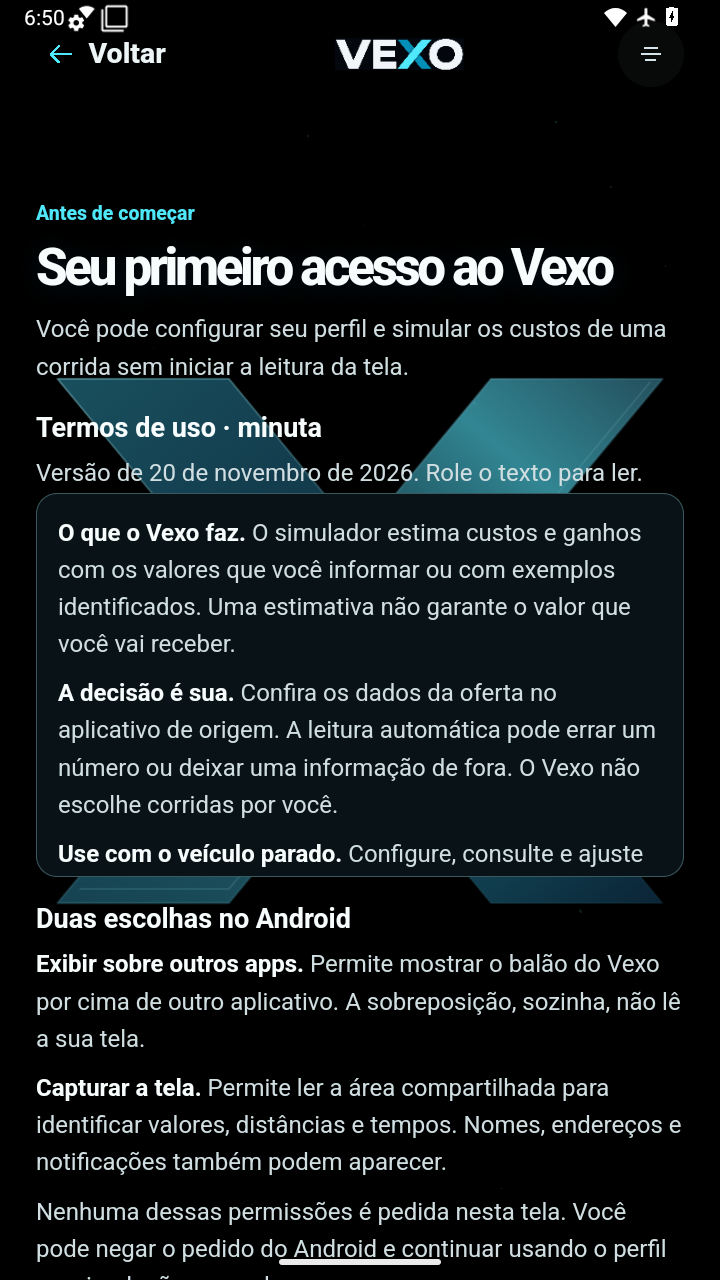 6:50
Voltar
VEXO
Antes de começar
Seu primeiro acesso ao Vexo
Você pode configurar seu perfil e simular os custos de uma
corrida sem iniciar a leitura da tela.
Termos de uso · minuta
Versão de 20 de novembro de 2026. Role o texto para ler.
O que o Vexo faz. O simulador estima custos e ganhos
com os valores que você informar ou com exemplos
identificados. Uma estimativa não garante o valor que
você vai receber.
A decisão é sua. Confira os dados da oferta no
aplicativo de origem. A leitura automática pode errar um
número ou deixar uma informação de fora. O Vexo não
escolhe corridas por você.
Use com o veículo parado. Configure, consulte e ajuste
Duas escolhas no Android
Exibir sobre outros apps. Permite mostrar o balão do Vexo
por cima de outro aplicativo. A sobreposição, sozinha, não lê
a sua tela.
Capturar a tela. Permite ler a área compartilhada para
identificar valores, distâncias e tempos. Nomes, endereços e
notificações também podem aparecer.
Nenhuma dessas permissões é pedida nesta tela. Você
pode negar o pedido do Android e continuar usando o perfil